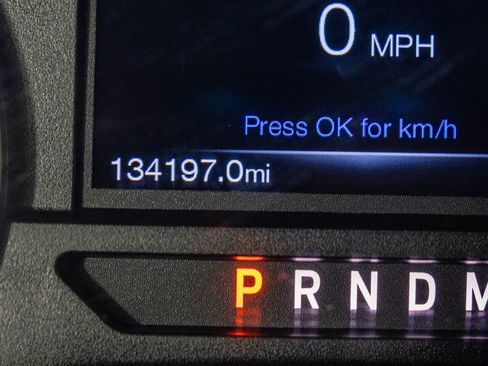 0 MPH
Press OK for km/h
134197.0mi
P R N D M